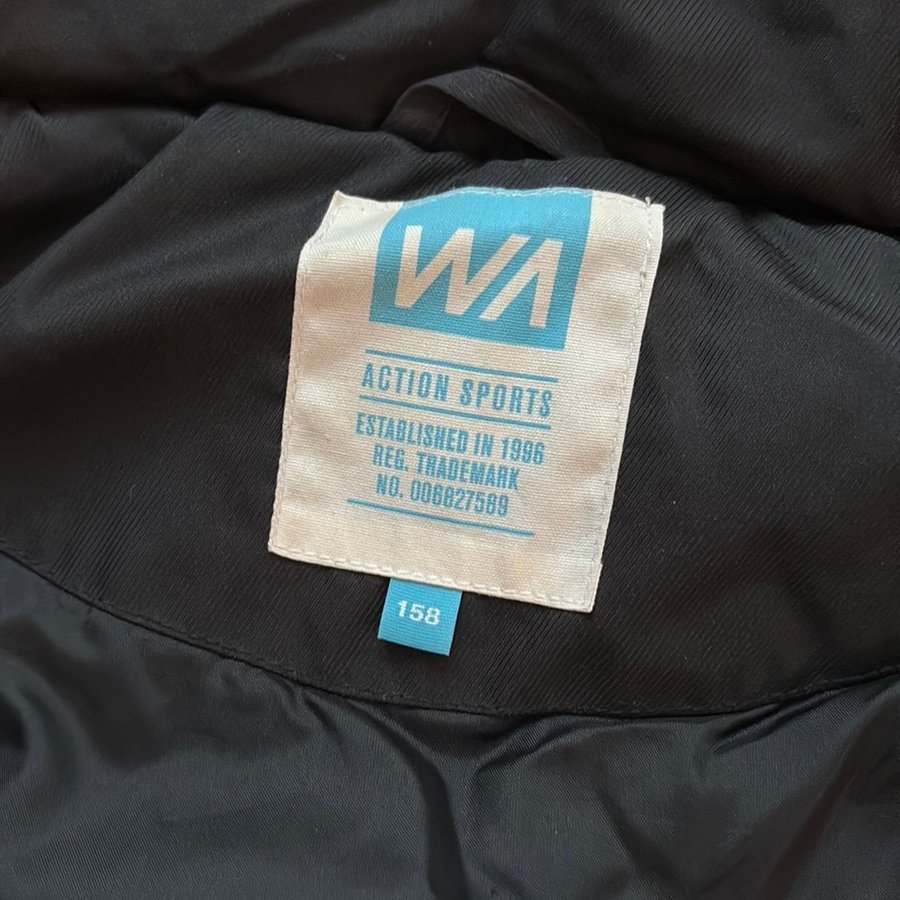 WA
ACTION SPORTS
ESTABLISHED IN 1996
REG. TRADEMARK
NO. 006827589
158